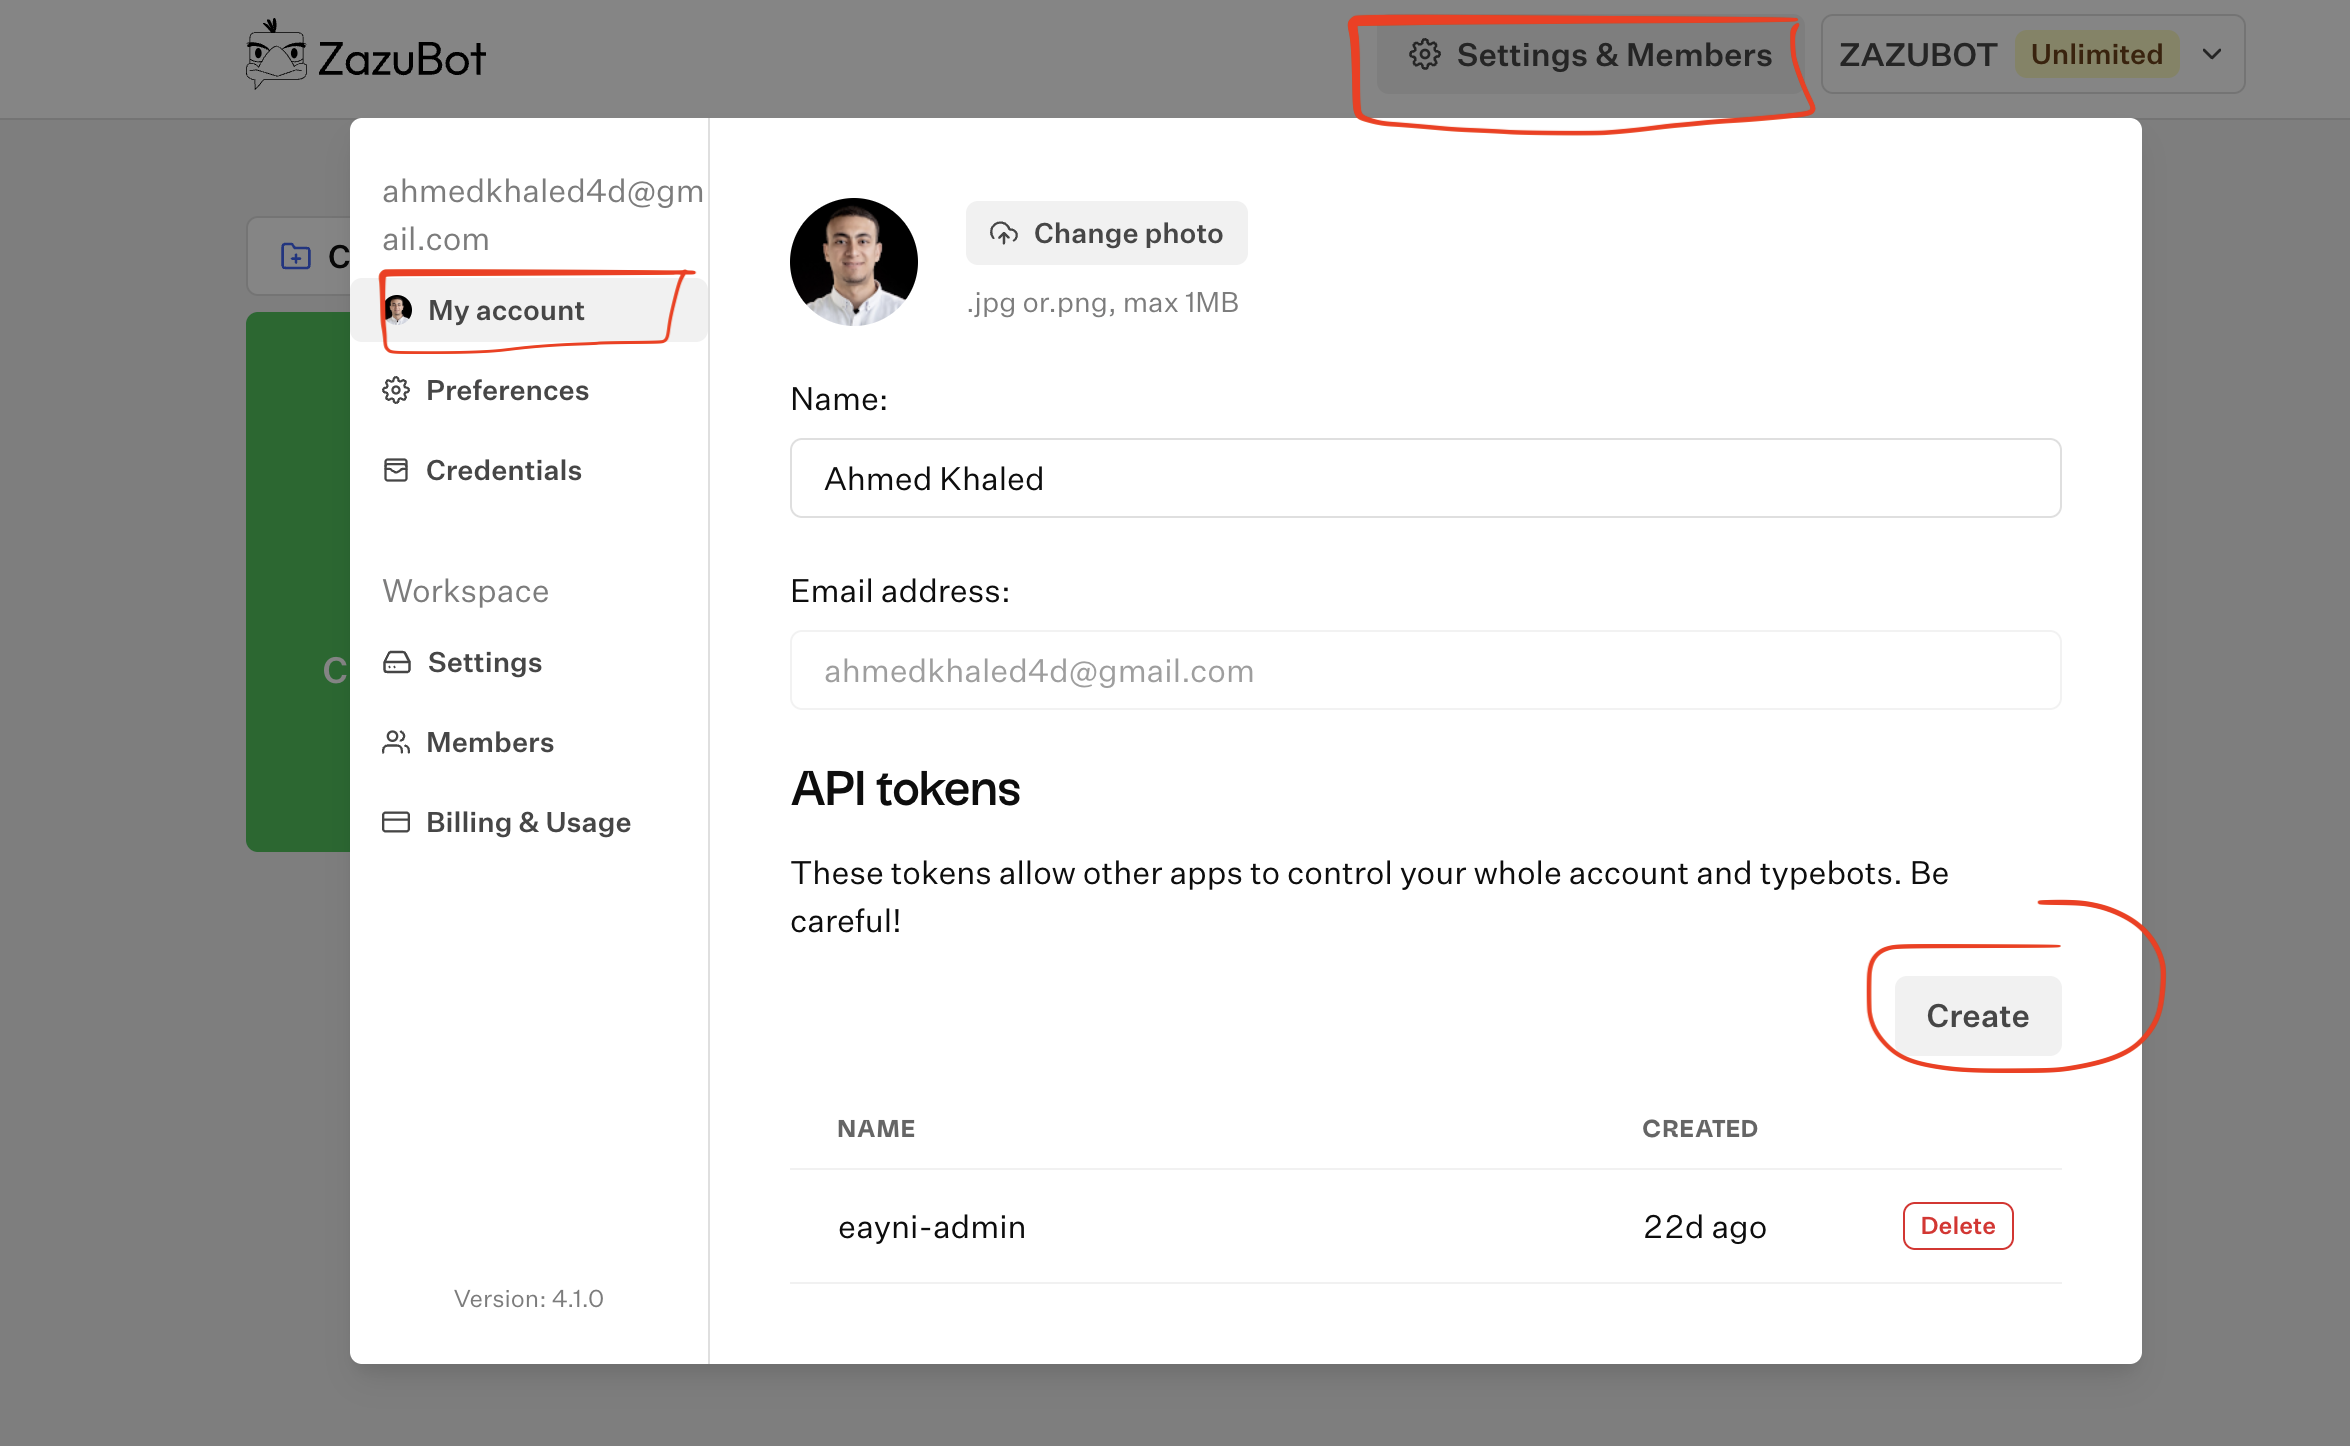 ZazuBot
Settings & Members
ZAZUBOT Unlimited
ahmedkhaled4d@gm
ail.com
My account
Preferences
Credentials
Workspace
Settings
Members
Billing & Usage
Version: 4.1.0
C
C
Change photo
.jpg or.png, max 1MB
Name:
Ahmed Khaled
Email address:
ahmedkhaled4d@gmail.com
API tokens
These tokens allow other apps to control your whole account and typebots. Be
careful!
Create
NAME CREATED
eayni-admin 22d ago Delete